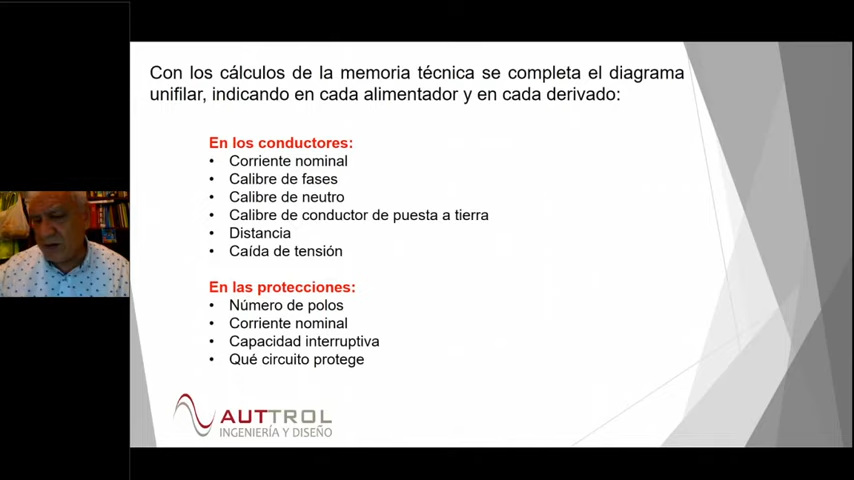 Con los cálculos de la memoria técnica se completa el diagrama
unifilar, indicando en cada alimentador y en cada derivado:
En los conductores:
• Corriente nominal
• Calibre de fases
• Calibre de neutro
• Calibre de conductor de puesta a tierra
• Distancia
• Caída de tensión
En las protecciones:
• Número de polos
• Corriente nominal
• Capacidad interruptiva
• Qué circuito protege
AUTTROL
INGENIERÍA Y DISEÑO